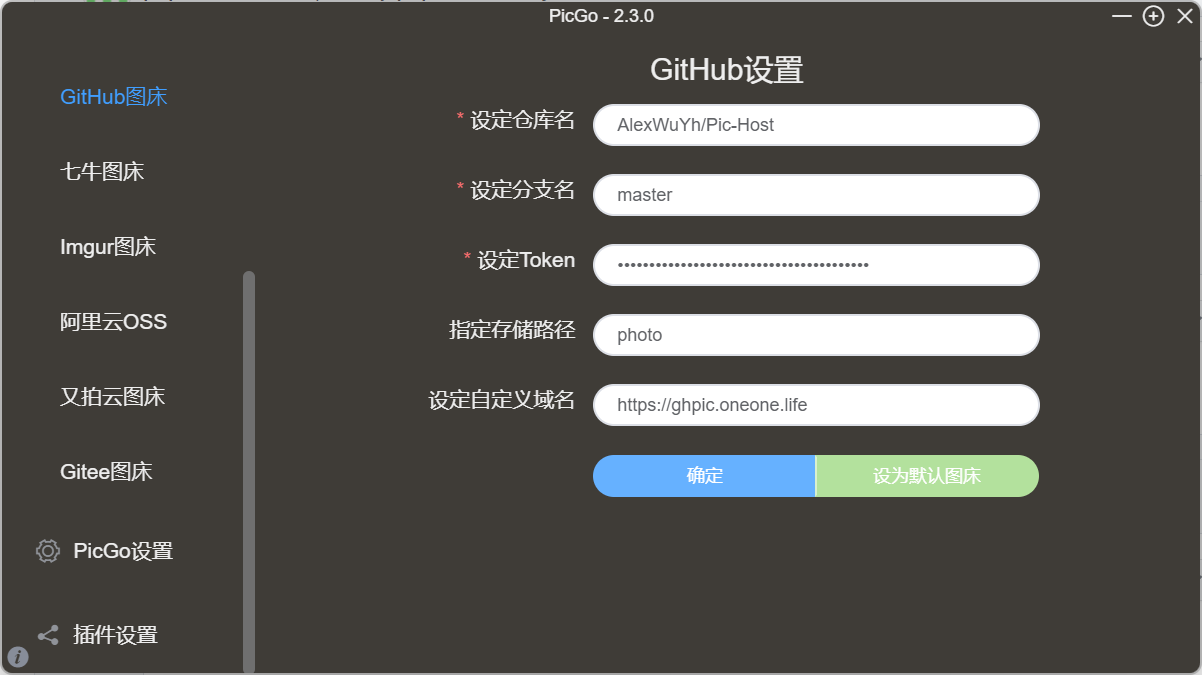 PicGo - 2.3.0
GitHub图床
七牛图床
Imgur图床
阿里云OSS
又拍云图床
Gitee图床
PicGo设置
插件设置
GitHub设置
* 设定仓库名 AlexWuYh/Pic-Host
* 设定分支名 master
* 设定Token ••••••••••••••••••••••••••••••••••••••••
指定存储路径 photo
设定自定义域名 https://ghpic.oneone.life
确定 设为默认图床